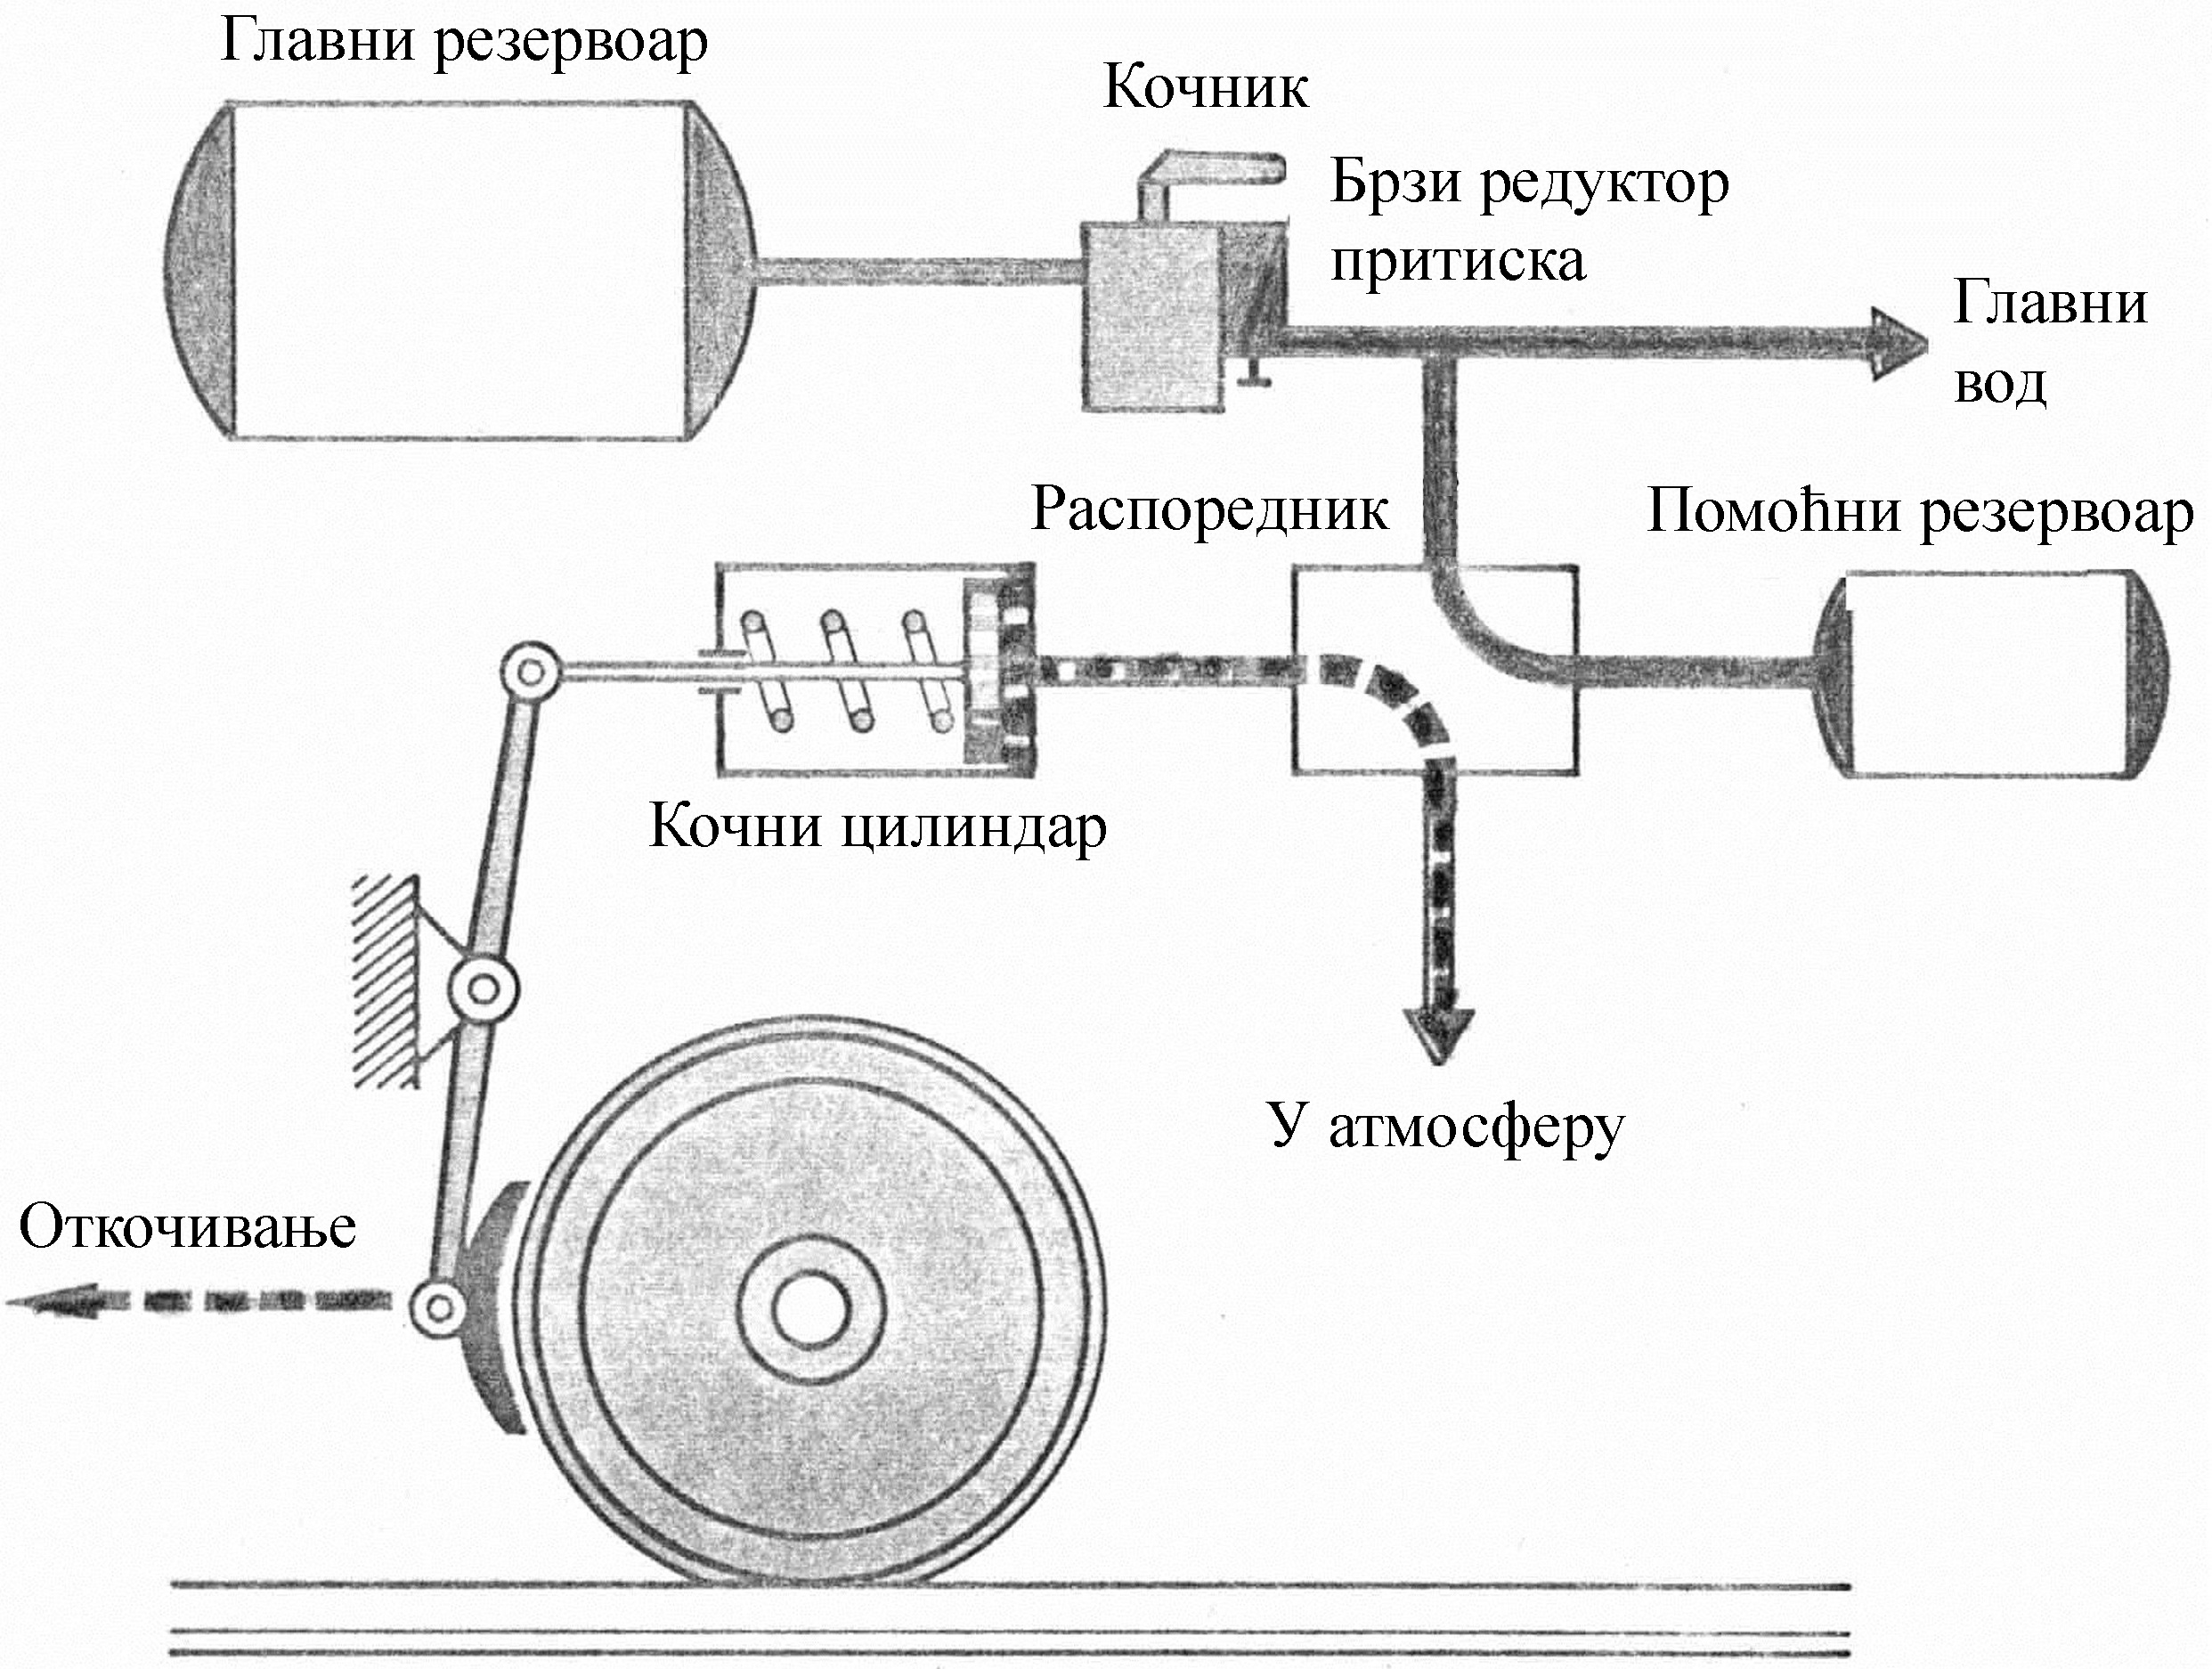 Главни резервоар
Кочник
Брзи редуктор
притиска
Главни
вод
Распоредник
Помоћни резервоар
Кочни цилиндар
У атмосферу
Откочивање